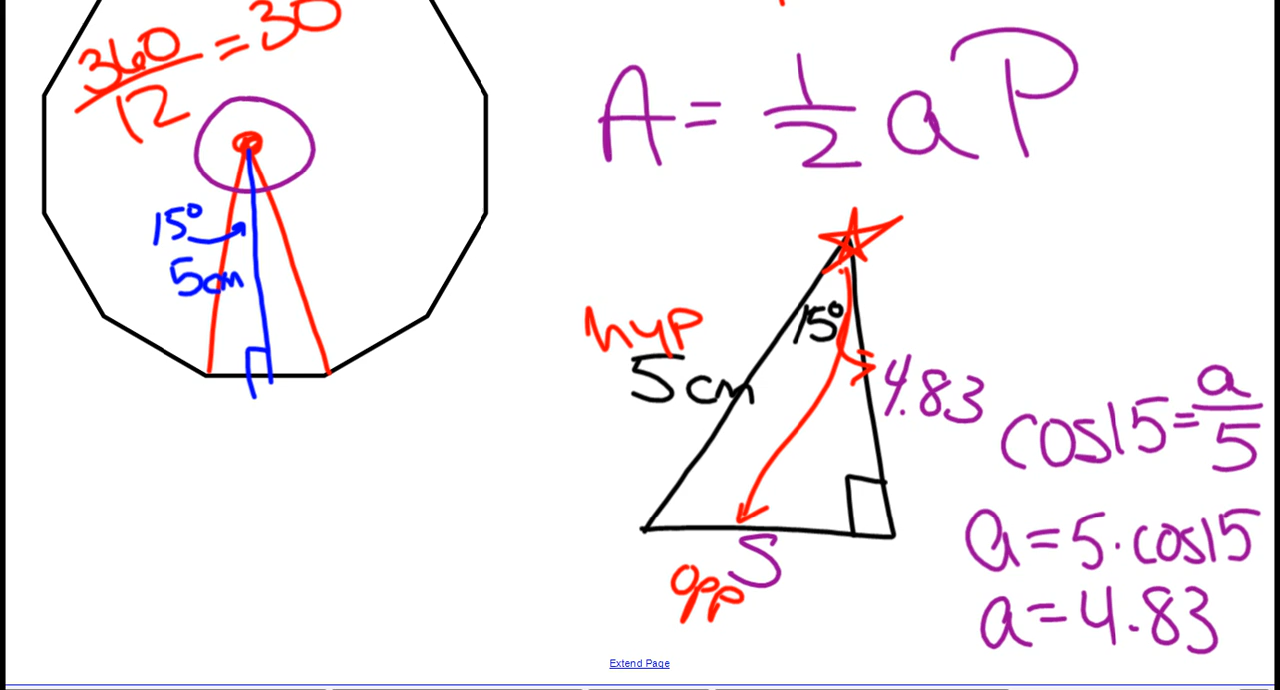 360/12 = 30
A = 1/2 a P
15°
5cm
hyp
5cm
15°
4.83
cos15 = a/5
a = 5·cos15
a = 4.83
S
opp
Extend Page